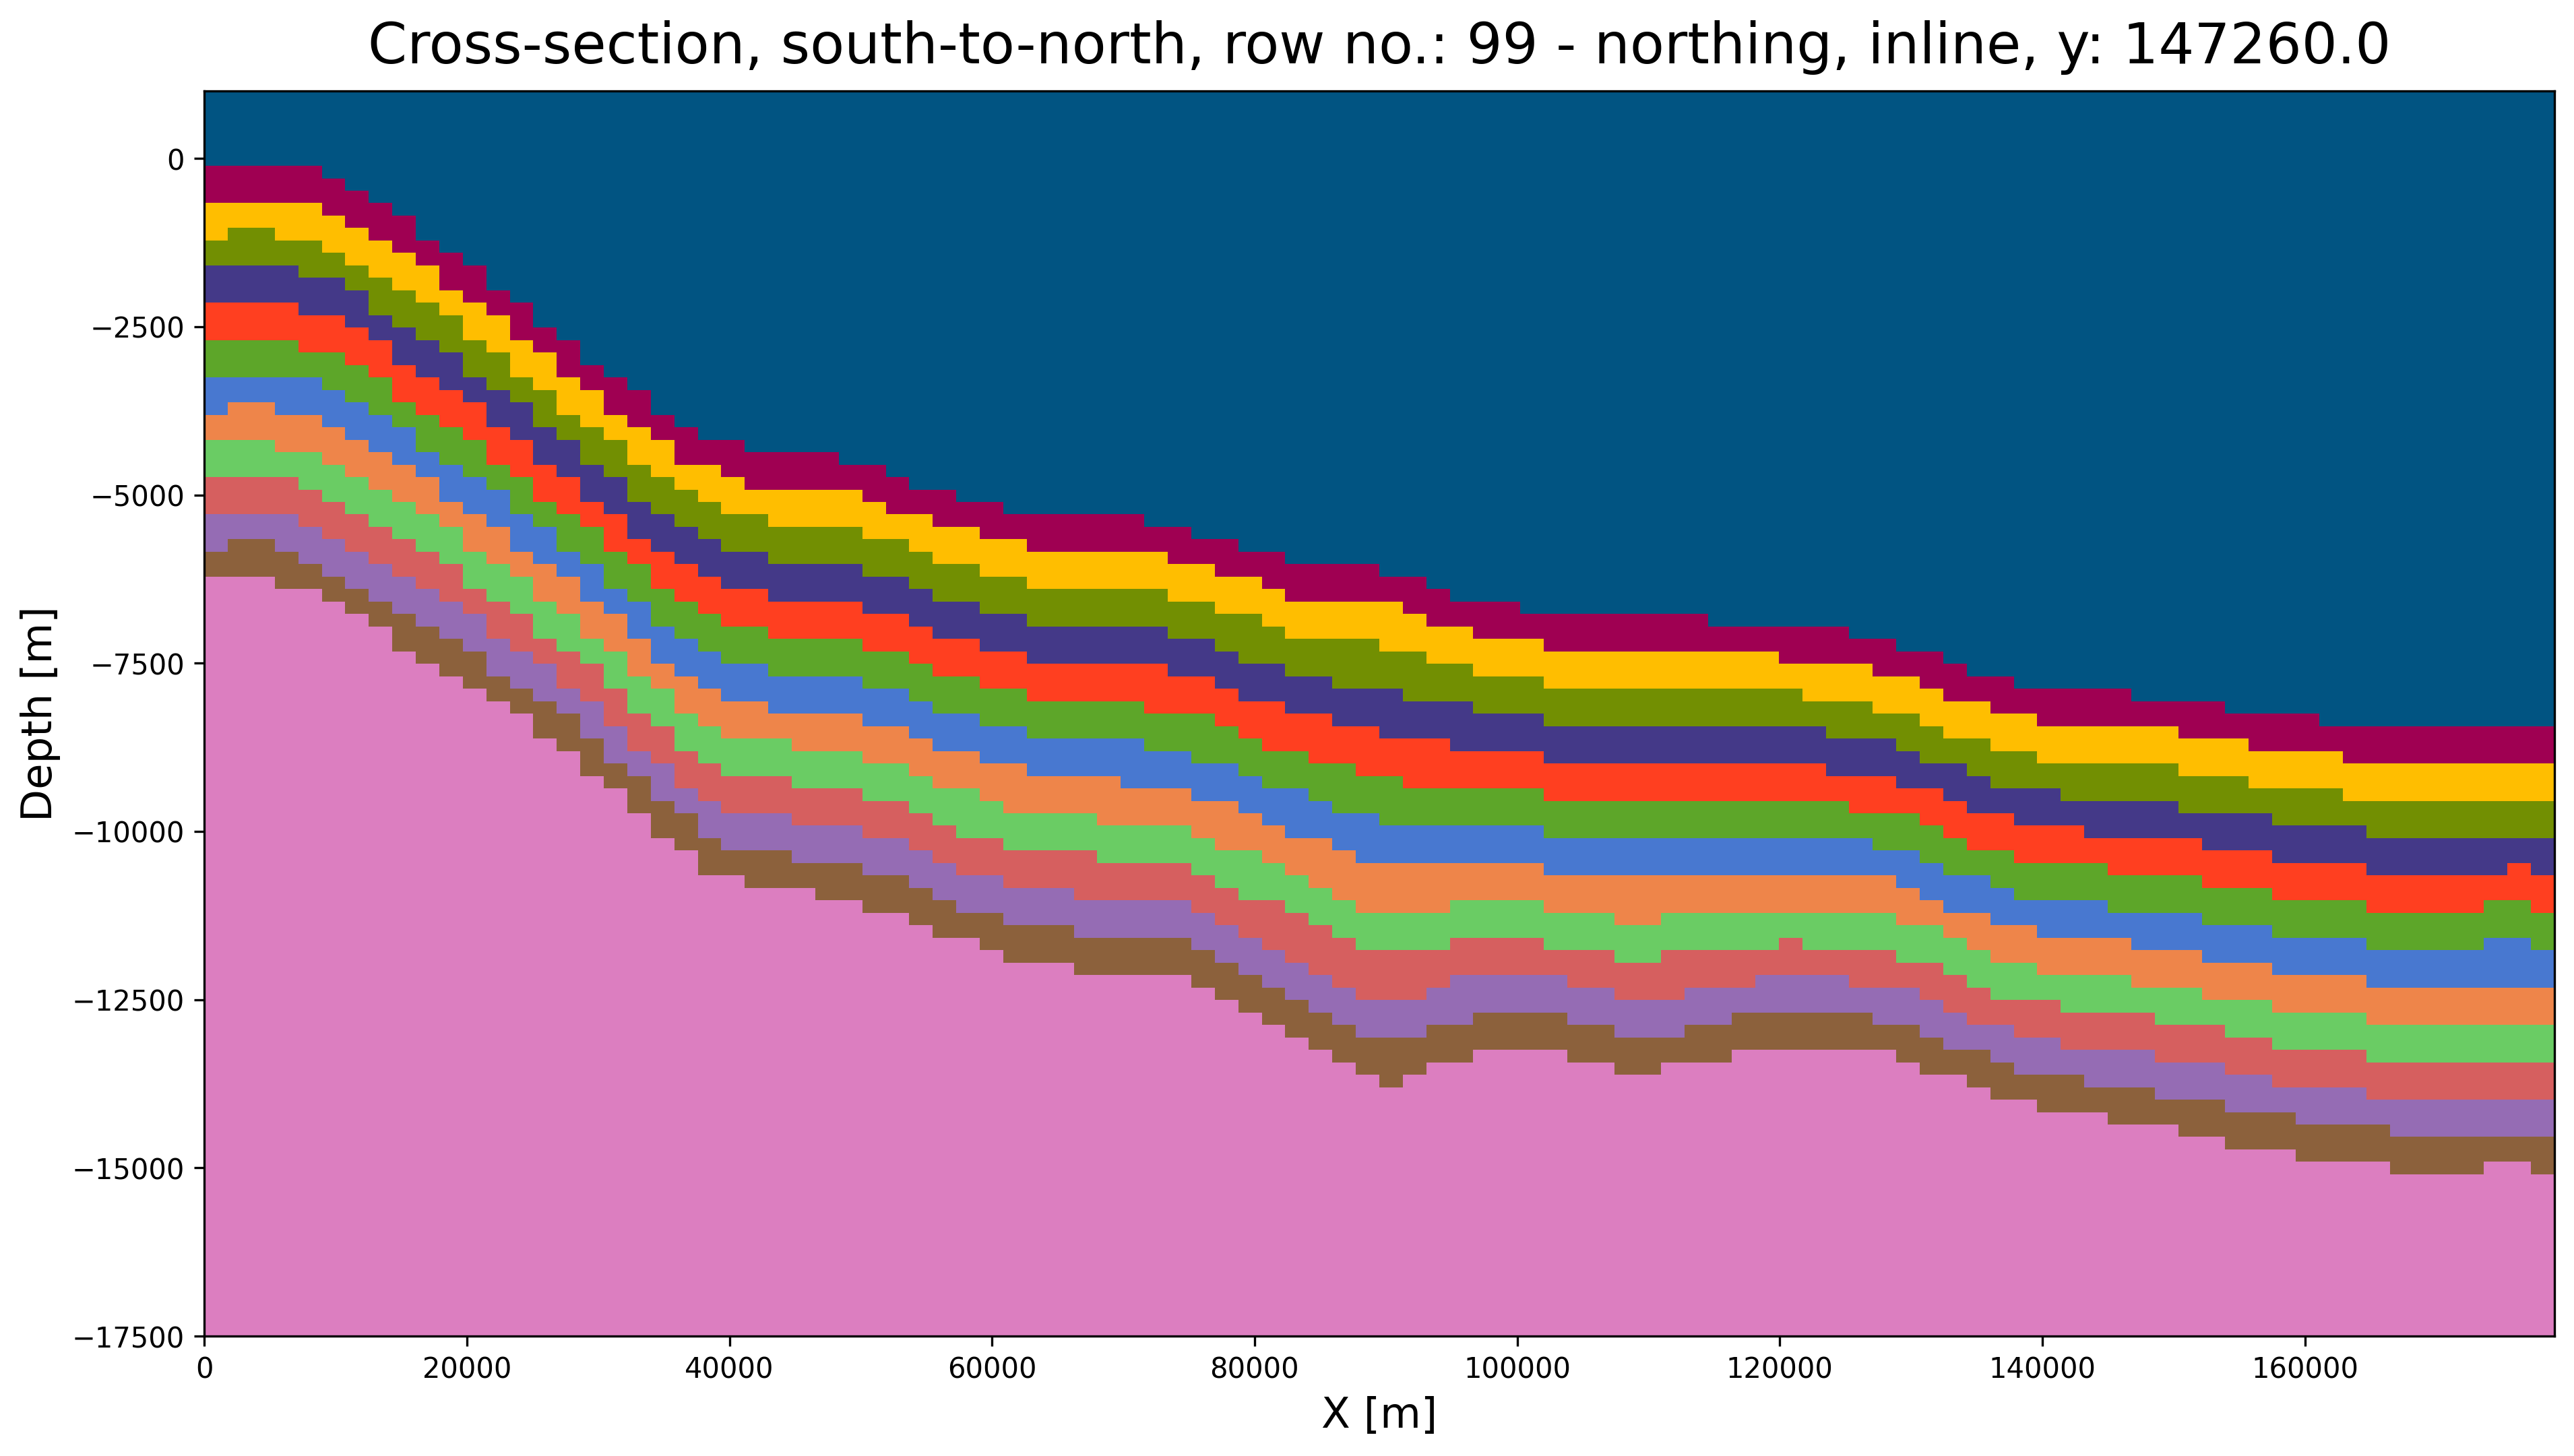 Cross-section, south-to-north, row no.: 99 - northing, inline, y: 147260.0
0
−2500
−5000
−7500
−10000
−12500
−15000
−17500
Depth [m]
0 20000 40000 60000 80000 100000 120000 140000 160000
X [m]